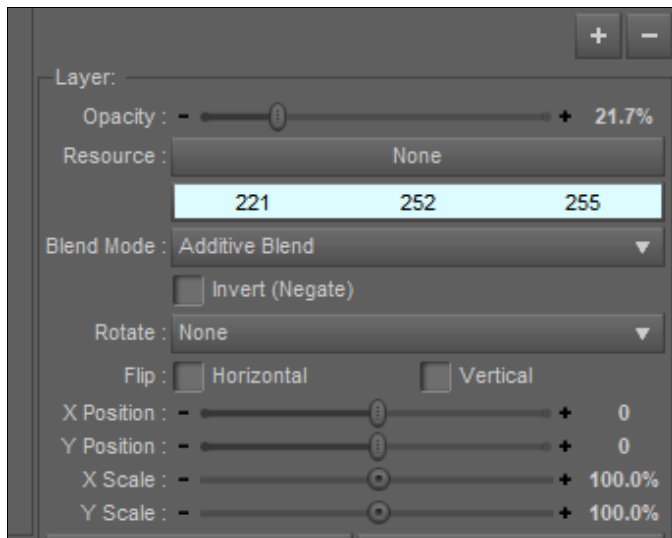 + −
Layer:
Opacity : - + 21.7%
Resource : None
221 252 255
Blend Mode : Additive Blend ▼
Invert (Negate)
Rotate : None ▼
Flip : Horizontal Vertical
X Position : - + 0
Y Position : - + 0
X Scale : - + 100.0%
Y Scale : - + 100.0%